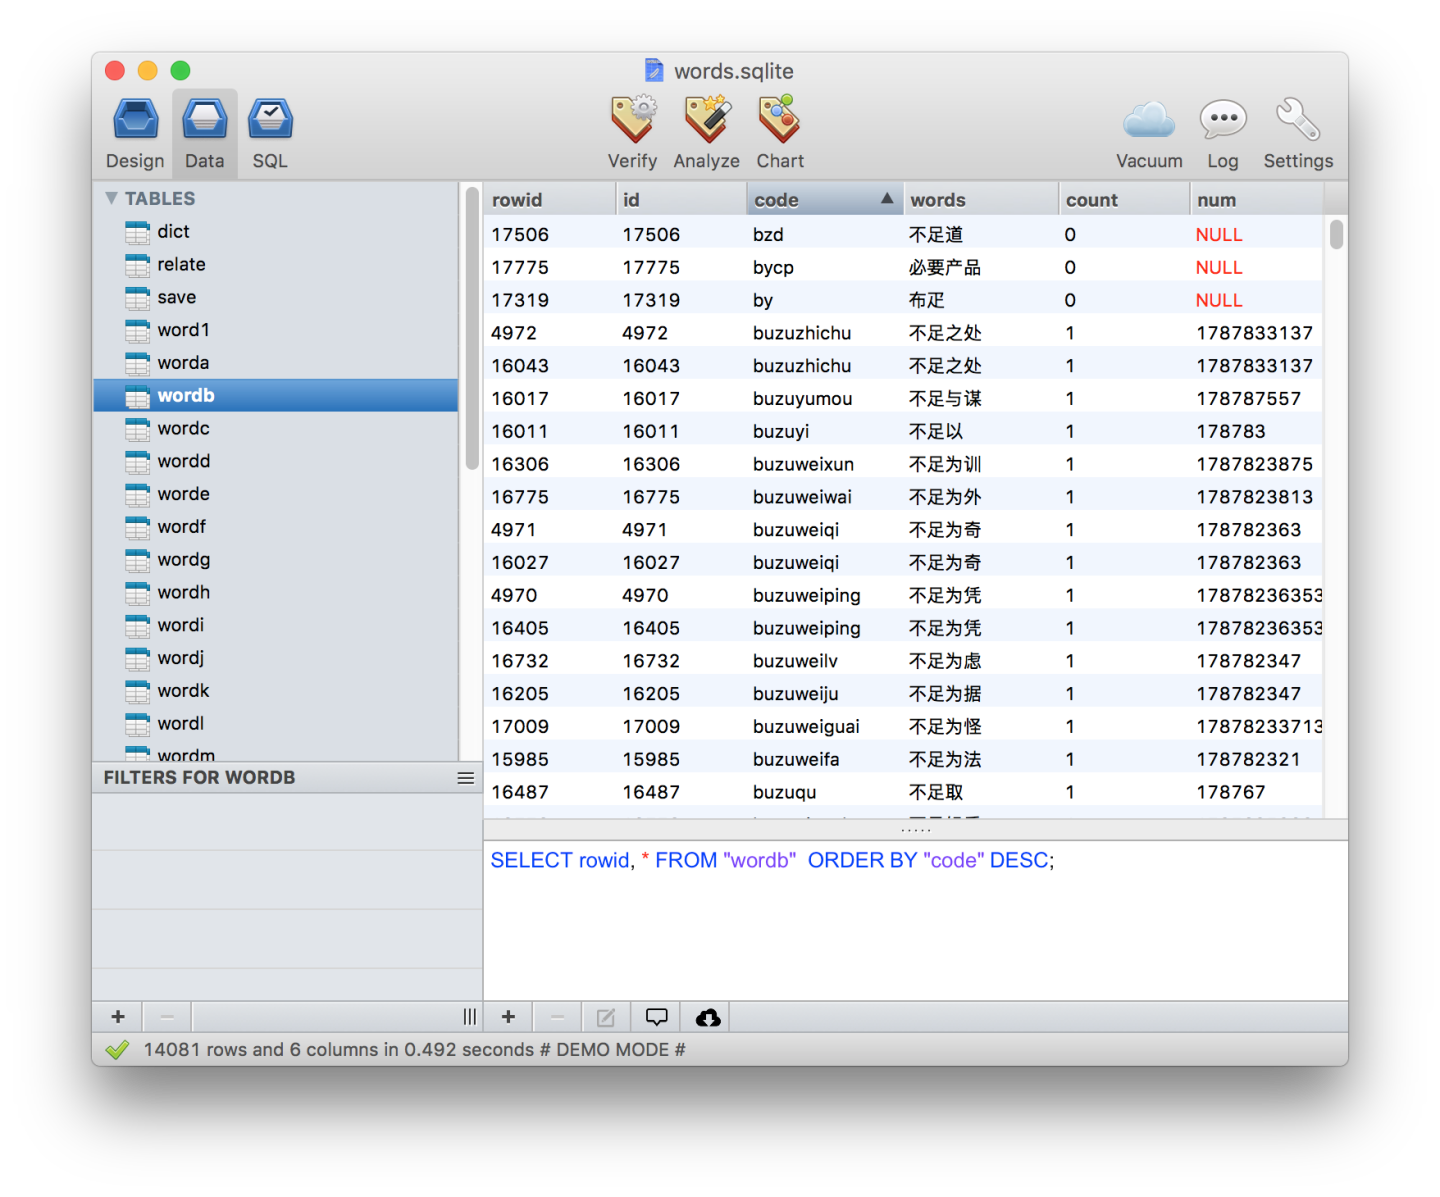 words.sqlite
Design Data SQL Verify Analyze Chart Vacuum Log Settings
TABLES
dict
relate
save
word1
worda
wordb
wordc
wordd
worde
wordf
wordg
wordh
wordi
wordj
wordk
wordl
wordm
FILTERS FOR WORDB
rowid id code words count num
17506 17506 bzd 不足道 0 NULL
17775 17775 bycp 必要产品 0 NULL
17319 17319 by 布疋 0 NULL
4972 4972 buzuzhichu 不足之处 1 1787833137
16043 16043 buzuzhichu 不足之处 1 1787833137
16017 16017 buzuyumou 不足与谋 1 178787557
16011 16011 buzuyi 不足以 1 178783
16306 16306 buzuweixun 不足为训 1 1787823875
16775 16775 buzuweiwai 不足为外 1 1787823813
4971 4971 buzuweiqi 不足为奇 1 178782363
16027 16027 buzuweiqi 不足为奇 1 178782363
4970 4970 buzuweiping 不足为凭 1 17878236353
16405 16405 buzuweiping 不足为凭 1 17878236353
16732 16732 buzuweilv 不足为虑 1 178782347
16205 16205 buzuweiju 不足为据 1 178782347
17009 17009 buzuweiguai 不足为怪 1 17878233713
15985 15985 buzuweifa 不足为法 1 178782321
16487 16487 buzuqu 不足取 1 178767
SELECT rowid, * FROM "wordb" ORDER BY "code" DESC;
14081 rows and 6 columns in 0.492 seconds # DEMO MODE #